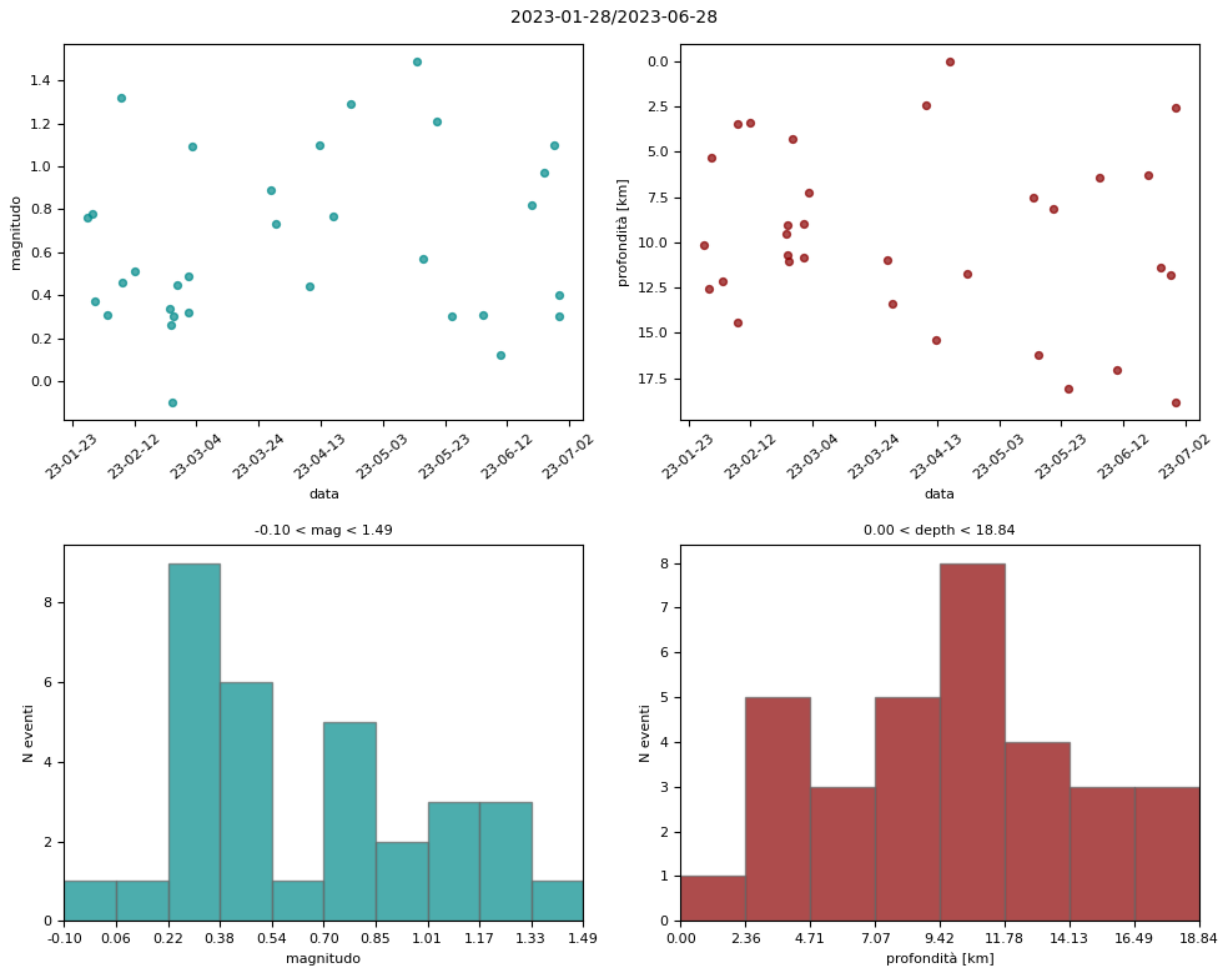 2023-01-28/2023-06-28
magnitudo
1.4
1.2
1.0
0.8
0.6
0.4
0.2
0.0
23-01-23 23-02-12 23-03-04 23-03-24 23-04-13 23-05-03 23-05-23 23-06-12 23-07-02
data
profondità [km]
0.0
2.5
5.0
7.5
10.0
12.5
15.0
17.5
23-01-23 23-02-12 23-03-04 23-03-24 23-04-13 23-05-03 23-05-23 23-06-12 23-07-02
data
-0.10 < mag < 1.49
N eventi
8
6
4
2
0
-0.10 0.06 0.22 0.38 0.54 0.70 0.85 1.01 1.17 1.33 1.49
magnitudo
0.00 < depth < 18.84
N eventi
8
7
6
5
4
3
2
1
0
0.00 2.36 4.71 7.07 9.42 11.78 14.13 16.49 18.84
profondità [km]